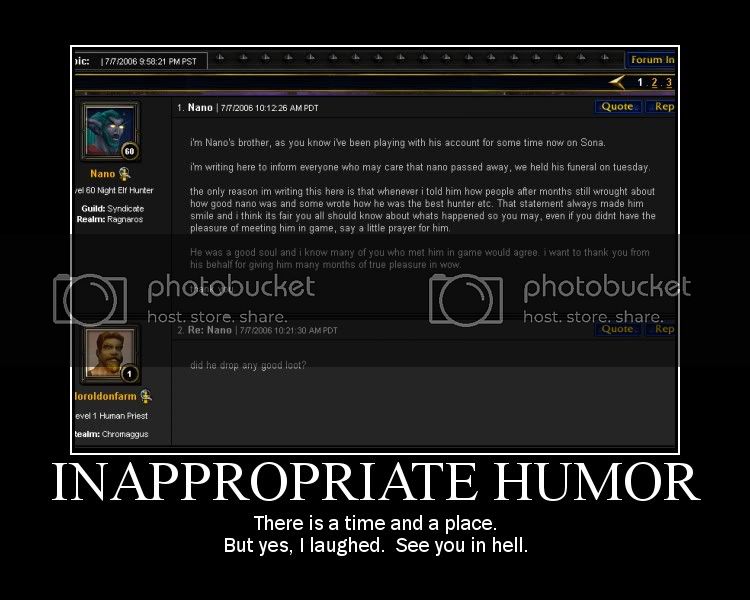 pic: | 7/7/2006 9:58:21 PM PST
Forum In
1 . 2 . 3
1. Nano | 7/7/2006 10:12:26 AM PDT
Quote Rep
60
Nano
vel 60 Night Elf Hunter
Guild: Syndicate
Realm: Ragnaros
i'm Nano's brother, as you know i've been playing with his account for some time now on Sona.
i'm writing here to inform everyone who may care that nano passed away, we held his funeral on tuesday.
the only reason im writing this here is that whenever i told him how people after months still wrought about
how good nano was and some wrote how he was the best hunter etc. That statement always made him
smile and i think its fair you all should know about whats happened so you may, even if you didnt have the
pleasure of meeting him in game, say a little prayer for him.
He was a good soul and i know many of you who met him in game would agree. i want to thank you from
his behalf for giving him many months of true pleasure in wow.
thank you
photobucket
host. store. share.
photobucket
host. store. share.
2. Re: Nano | 7/7/2006 10:21:30 AM PDT
Quote Rep
1
loroldonfarm
evel 1 Human Priest
Realm: Chromaggus
did he drop any good loot?
INAPPROPRIATE HUMOR
There is a time and a place.
But yes, I laughed. See you in hell.